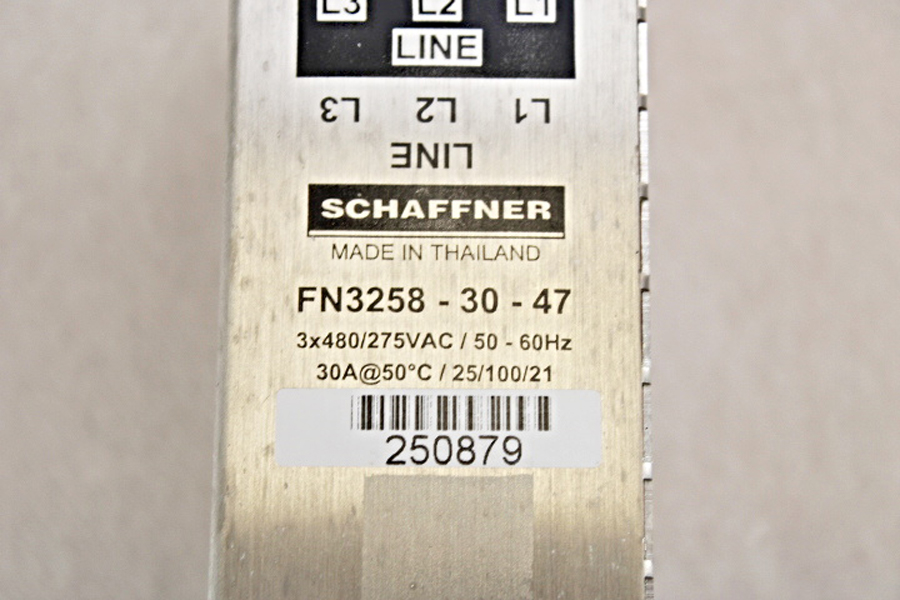 L3 L2 L1
LINE
L3 L2 L1
LINE
SCHAFFNER
MADE IN THAILAND
FN3258 - 30 - 47
3x480/275VAC / 50 - 60Hz
30A@50°C / 25/100/21
250879